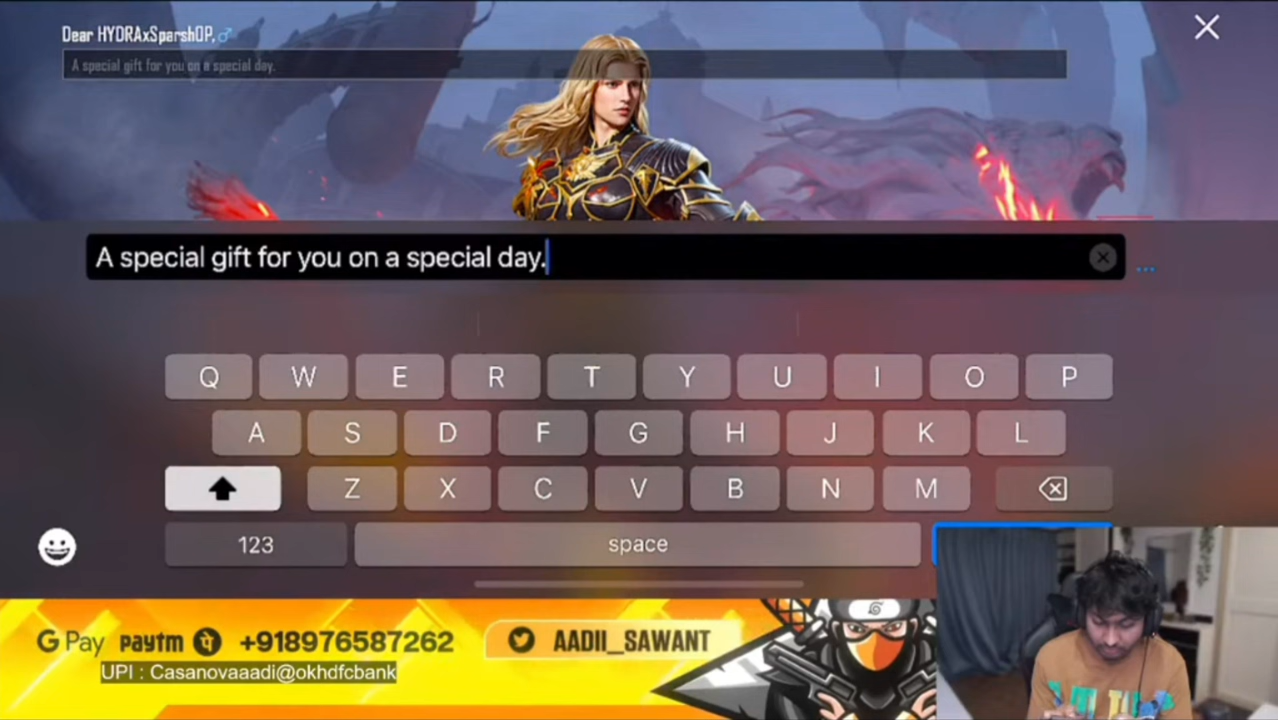 Dear HYDRAxSparshOP,♂
A special gift for you on a special day.
A special gift for you on a special day.
...
Q W E R T Y U I O P
A S D F G H J K L
Z X C V B N M
123 space
G Pay paytm +918976587262 AADII_SAWANT
UPI : Casanovaaadi@okhdfcbank